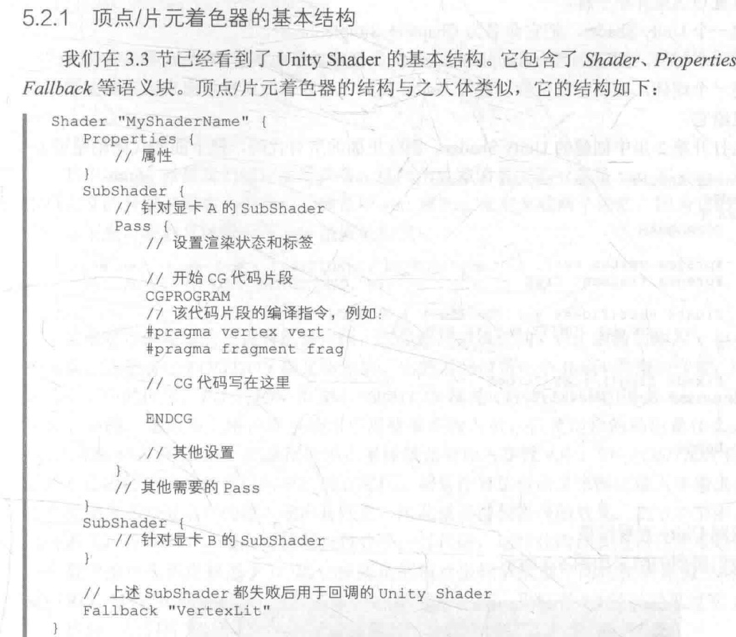 5.2.1 顶点/片元着色器的基本结构
我们在 3.3 节已经看到了 Unity Shader 的基本结构。它包含了 Shader、Properties
Fallback 等语义块。顶点/片元着色器的结构与之大体类似，它的结构如下：
Shader "MyShaderName" {
Properties {
// 属性
}
SubShader {
// 针对显卡 A 的 SubShader
Pass {
// 设置渲染状态和标签
// 开始 CG 代码片段
CGPROGRAM
// 该代码片段的编译指令，例如：
#pragma vertex vert
#pragma fragment frag
// CG 代码写在这里
ENDCG
// 其他设置
}
// 其他需要的 Pass
}
SubShader {
// 针对显卡 B 的 SubShader
}
// 上述 SubShader 都失败后用于回调的 Unity Shader
Fallback "VertexLit"
}